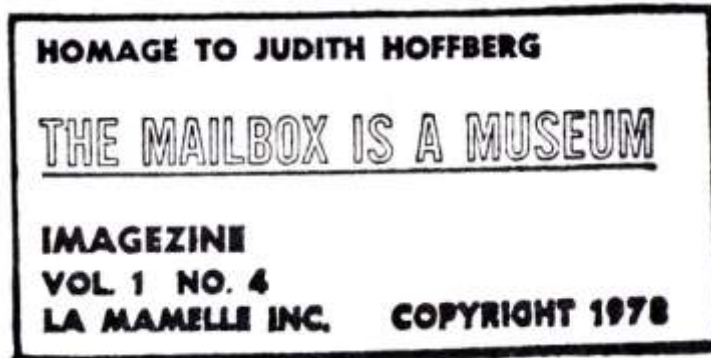 HOMAGE TO JUDITH HOFFBERG
THE MAILBOX IS A MUSEUM
IMAGEZINE
VOL. 1 NO. 4
LA MAMELLE INC. COPYRIGHT 1978